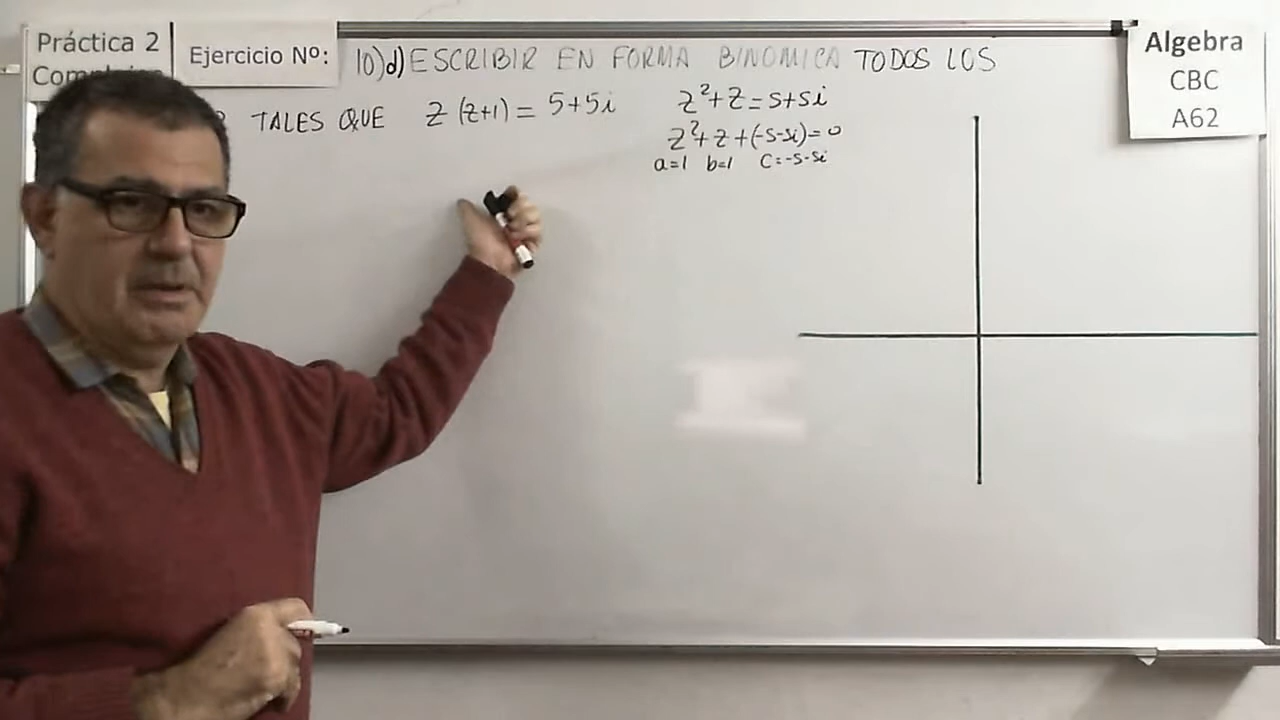 Práctica 2
Ejercicio Nº:
10)d) ESCRIBIR EN FORMA BINOMICA TODOS LOS
TALES QUE z (z+1) = 5+5i
z²+z=5+5i
z²+z+(-5-5i)=0
a=1 b=1 c=-5-5i
Algebra
CBC
A62